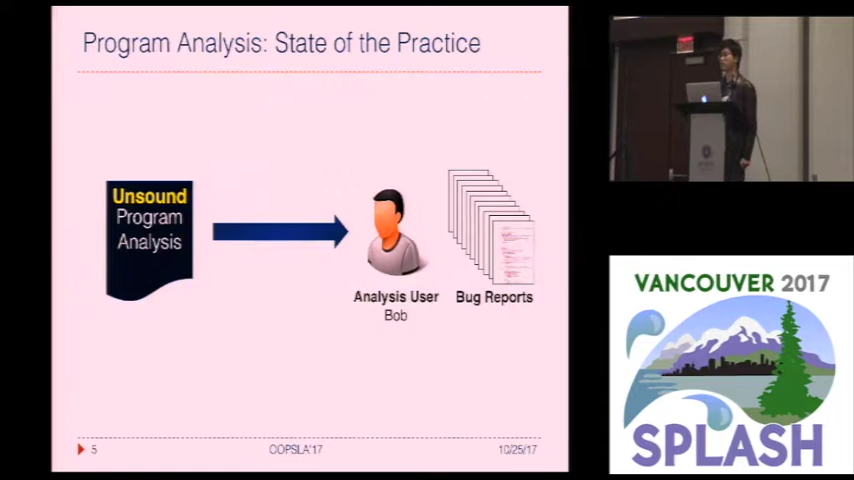 Program Analysis: State of the Practice
Unsound
Program
Analysis
Analysis User
Bob
Bug Reports
5
OOPSLA'17
10/25/17
VANCOUVER 2017
SPLASH